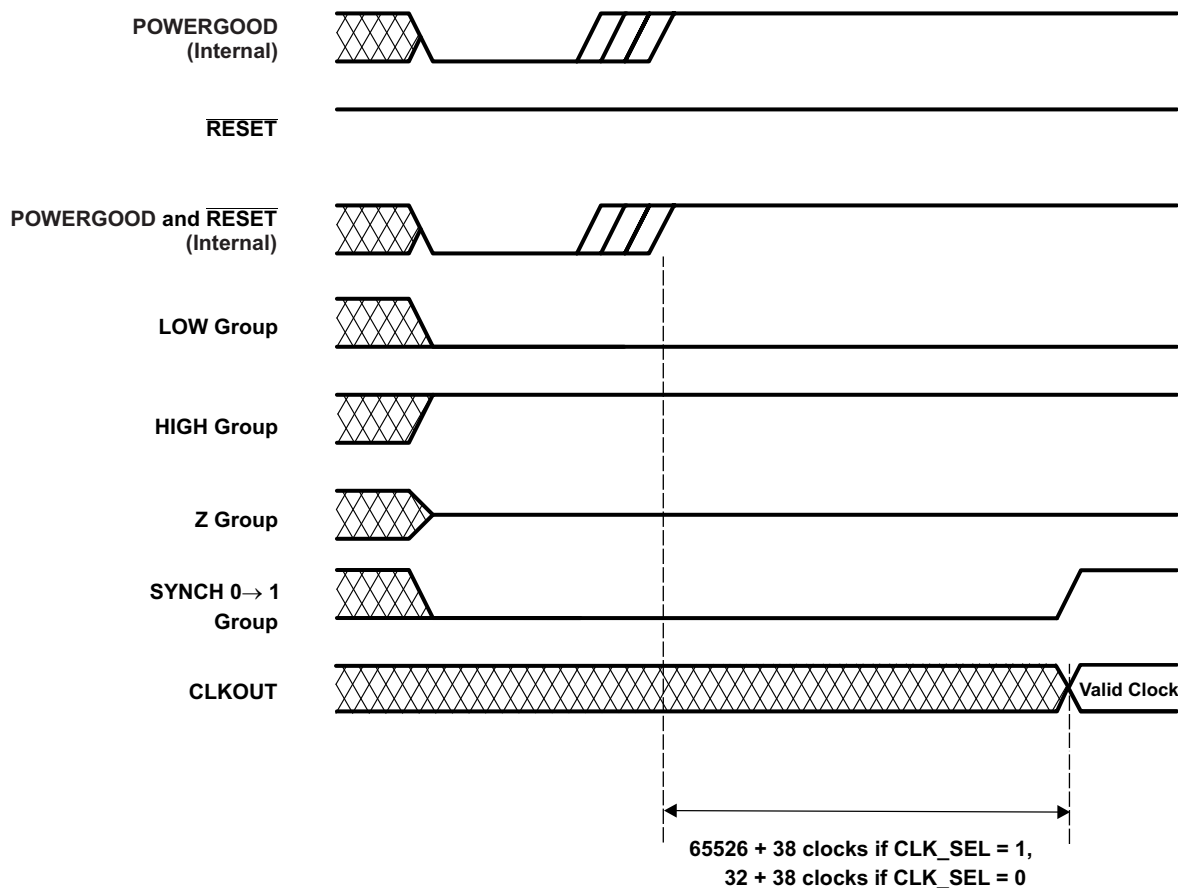 POWERGOOD
(Internal)
RESET
POWERGOOD and RESET
(Internal)
LOW Group
HIGH Group
Z Group
SYNCH 0→ 1
Group
CLKOUT
Valid Clock
65526 + 38 clocks if CLK_SEL = 1,
32 + 38 clocks if CLK_SEL = 0